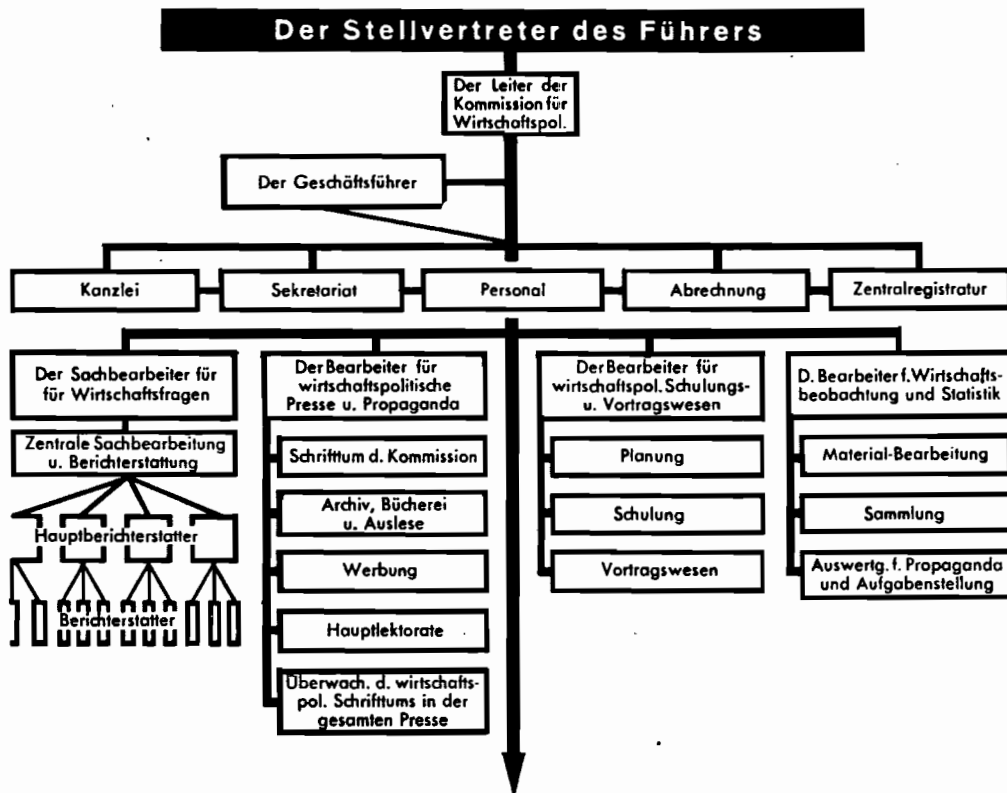 Der Stellvertreter des Führers
Der Leiter der
Kommission für
Wirtschaftspol.
Der Geschäftsführer
Kanzlei
Sekretariat
Personal
Abrechnung
Zentralregistratur
Der Sachbearbeiter für
für Wirtschaftsfragen
Zentrale Sachbearbeitung
u. Berichterstattung
Hauptberichterstatter
Berichterstatter
Der Bearbeiter für
wirtschaftspolitische
Presse u. Propaganda
Schrifttum d. Kommission
Archiv, Bücherei
u. Auslese
Werbung
Hauptlektorate
Überwach. d. wirtschafts-
pol. Schrifttums in der
gesamten Presse
Der Bearbeiter für
wirtschaftspol. Schulungs-
u. Vortragswesen
Planung
Schulung
Vortragswesen
D. Bearbeiter f. Wirtschafts-
beobachtung und Statistik
Material-Bearbeitung
Sammlung
Auswertg. f. Propaganda
und Aufgabenstellung